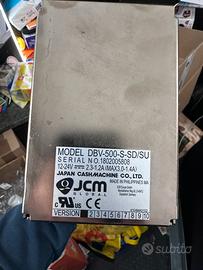 MODEL DBV-500-S-SD/SU
SERIAL NO.1802005808
12-24V⎓ 2.3-1.2A (MAX3.0-1.4A)
JAPAN CASH MACHINE CO., LTD.
MADE IN PHILIPPINES MA
JCM
GLOBAL
VERSION 1 2 3 4 5 6 7 8 9 10
subito